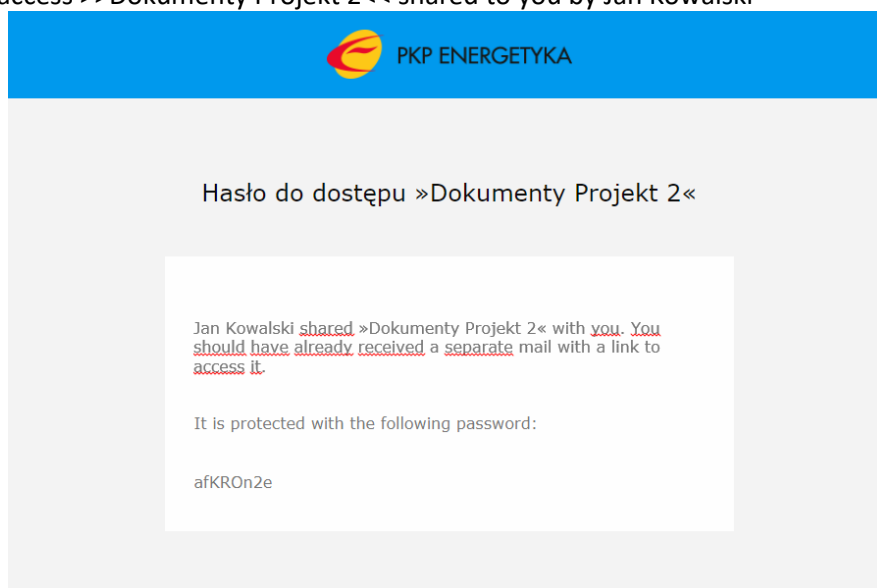 access >>Dokumenty Projekt 2<< shared to you by Jan Kowalski
PKP ENERGETYKA
Hasło do dostępu »Dokumenty Projekt 2«
Jan Kowalski shared »Dokumenty Projekt 2« with you. You
should have already received a separate mail with a link to
access it.
It is protected with the following password:
afKROn2e